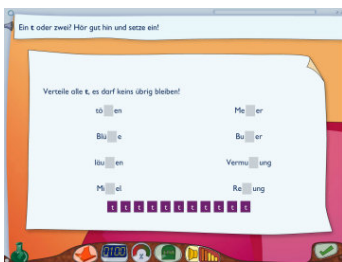 Ein t oder zwei? Hör gut hin und setze ein!
Verteile alle t, es darf keins übrig bleiben!
tö en
Me er
Blü e
Bu er
läu en
Vermu ung
Mi el
Re ung
t t t t t t t t t t t
01:00